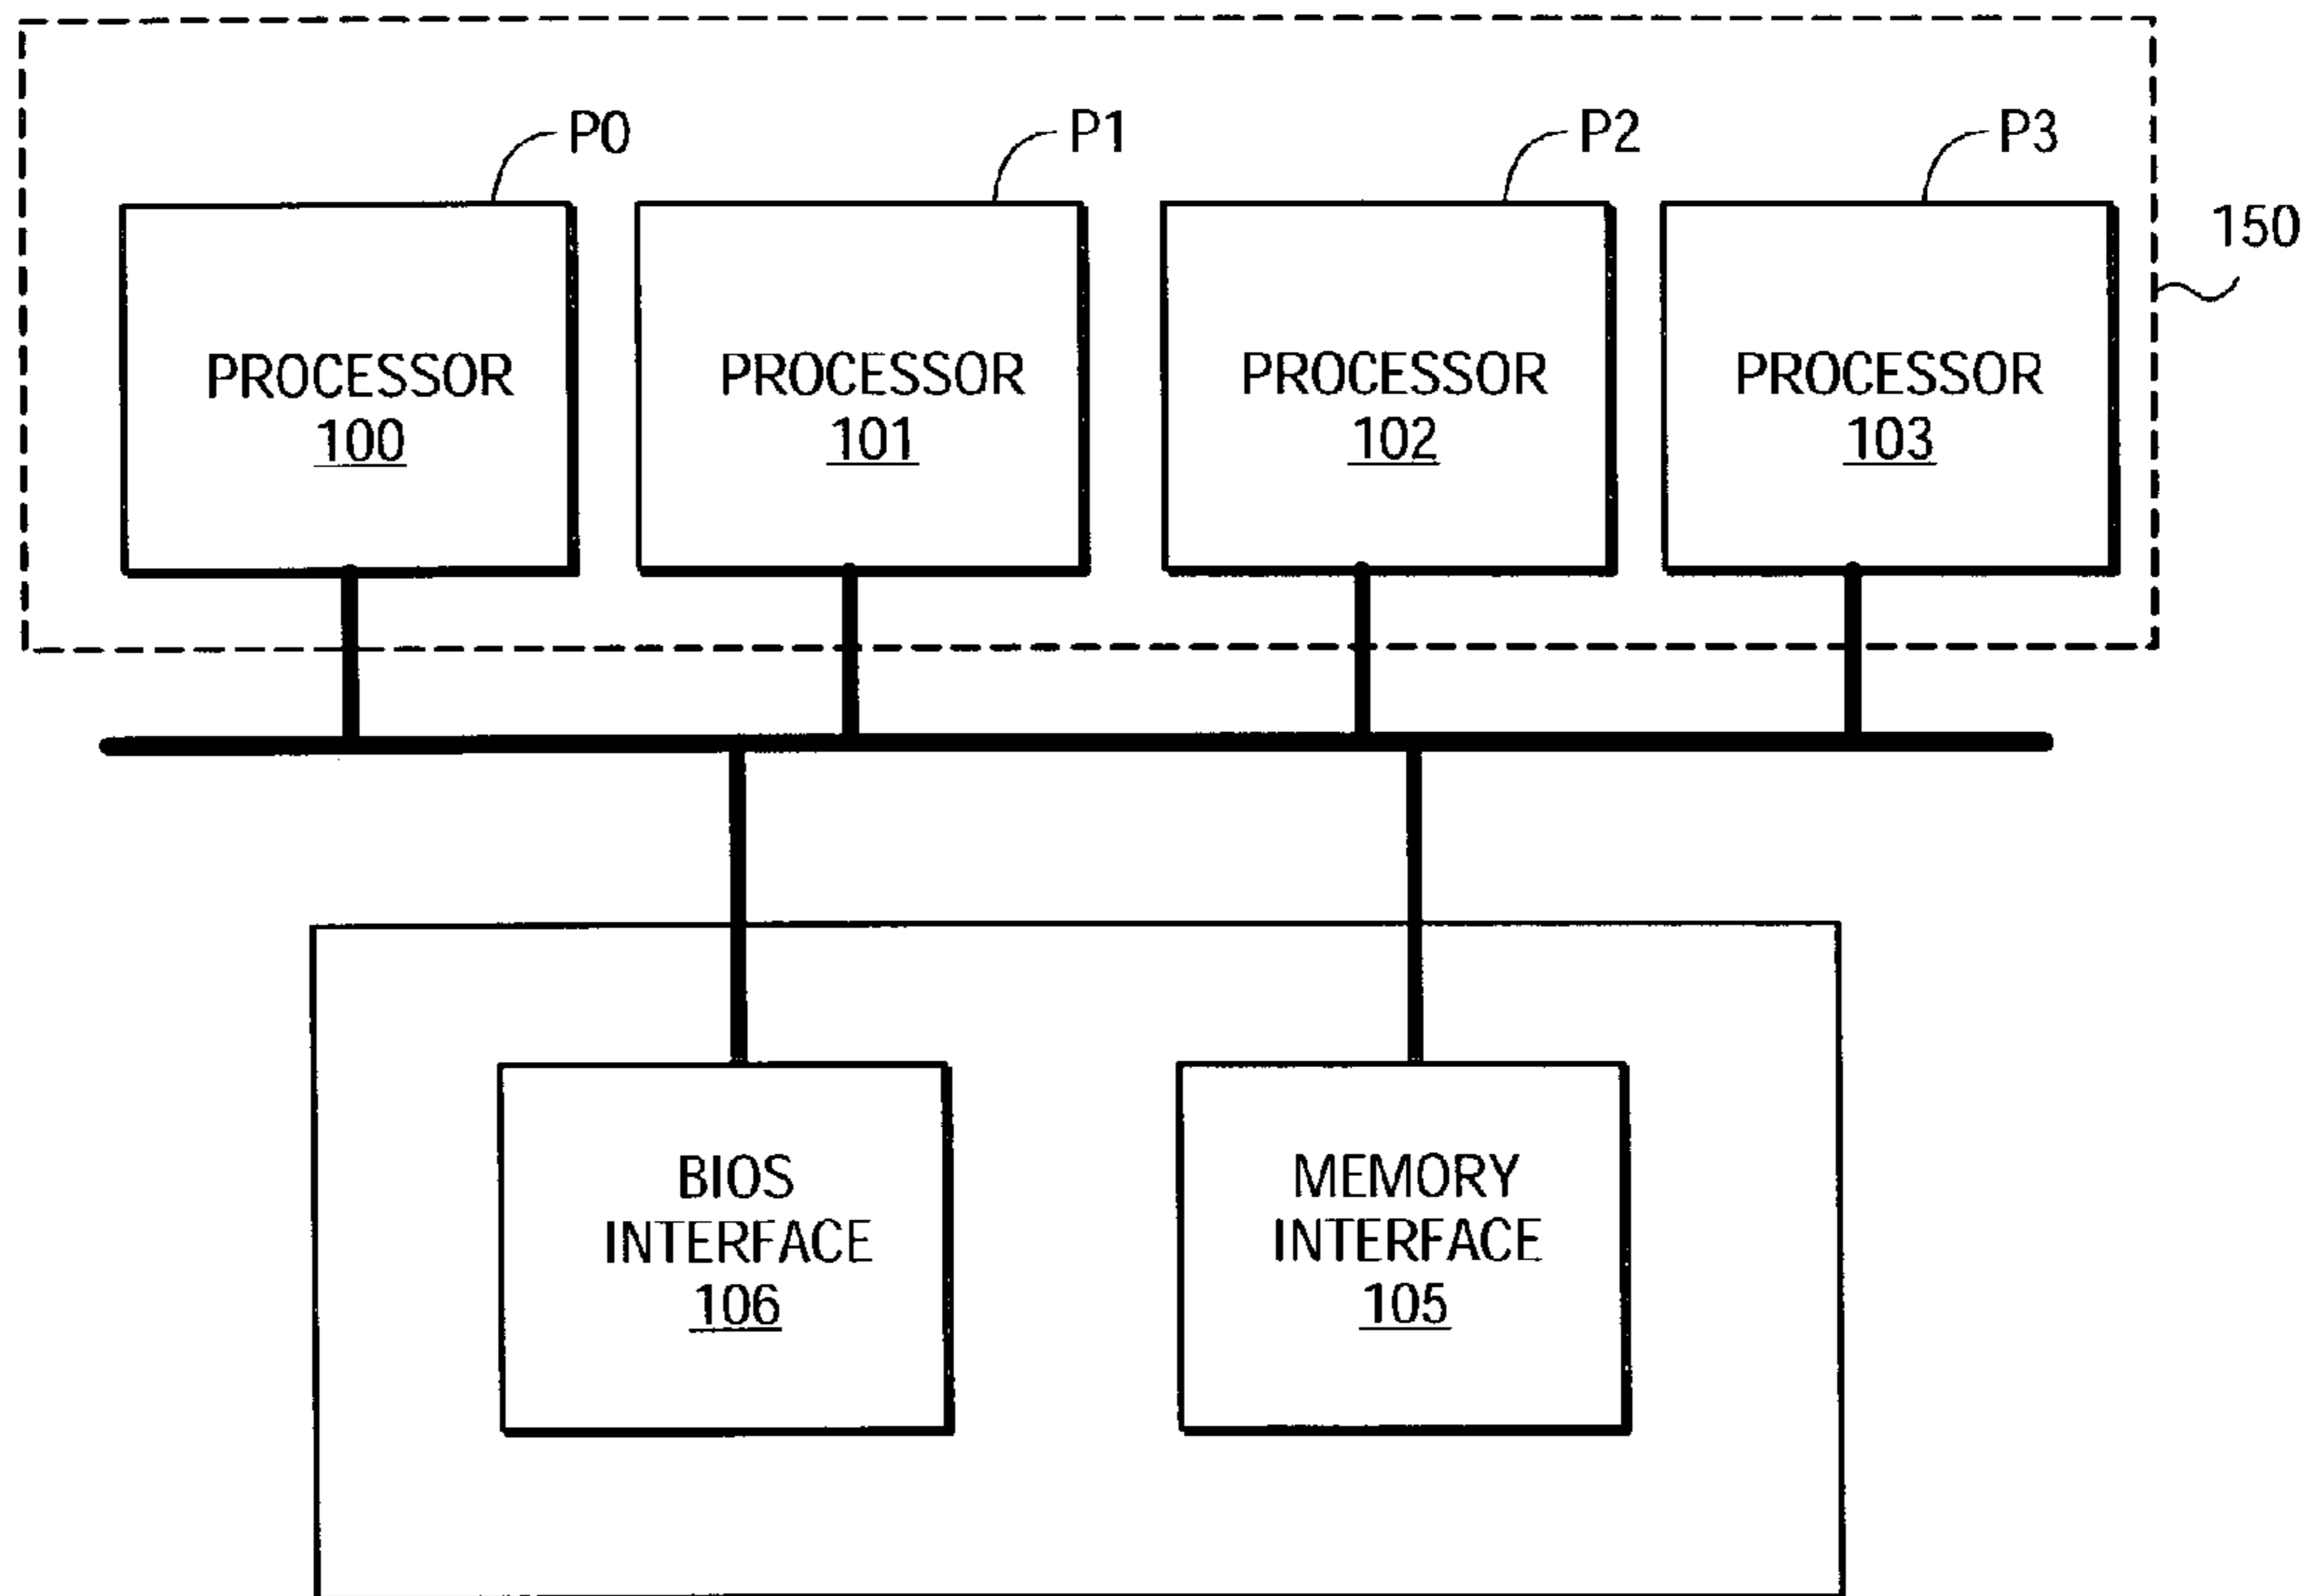 P0
P1
P2
P3
150
PROCESSOR
100
PROCESSOR
101
PROCESSOR
102
PROCESSOR
103
BIOS
INTERFACE
106
MEMORY
INTERFACE
105